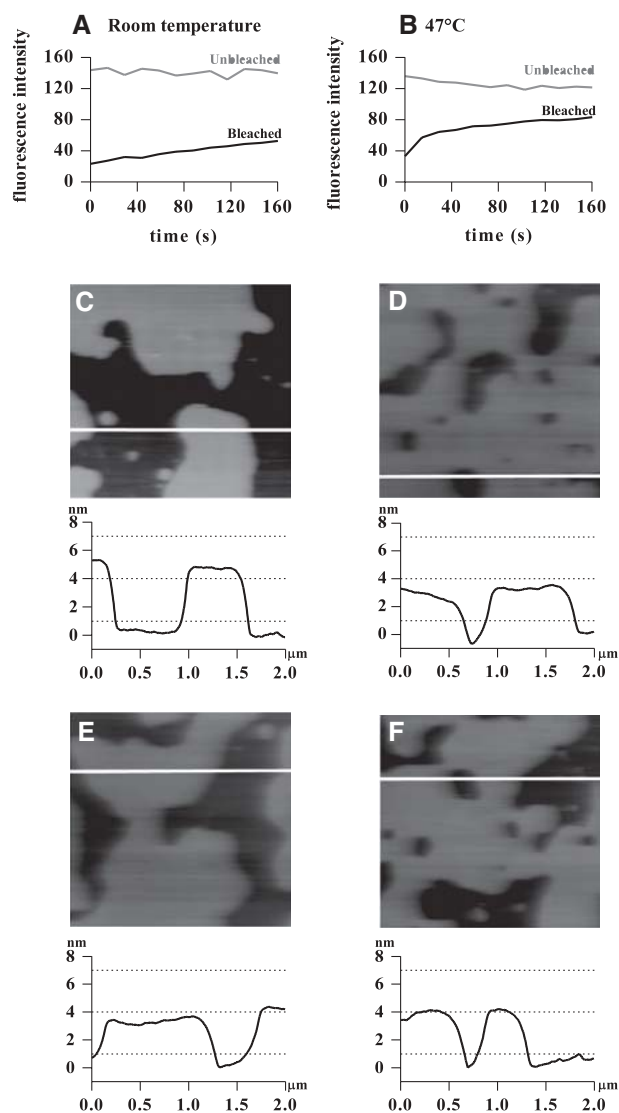 A Room temperature
fluorescence intensity
160
120
80
40
0
Unbleached
Bleached
0 40 80 120 160
time (s)
B 47°C
fluorescence intensity
160
120
80
40
0
Unbleached
Bleached
0 40 80 120 160
time (s)
C
nm
8
6
4
2
0
0.0 0.5 1.0 1.5 2.0
μm
D
nm
8
6
4
2
0
0.0 0.5 1.0 1.5 2.0
μm
E
nm
8
6
4
2
0
0.0 0.5 1.0 1.5 2.0
μm
F
nm
8
6
4
2
0
0.0 0.5 1.0 1.5 2.0
μm